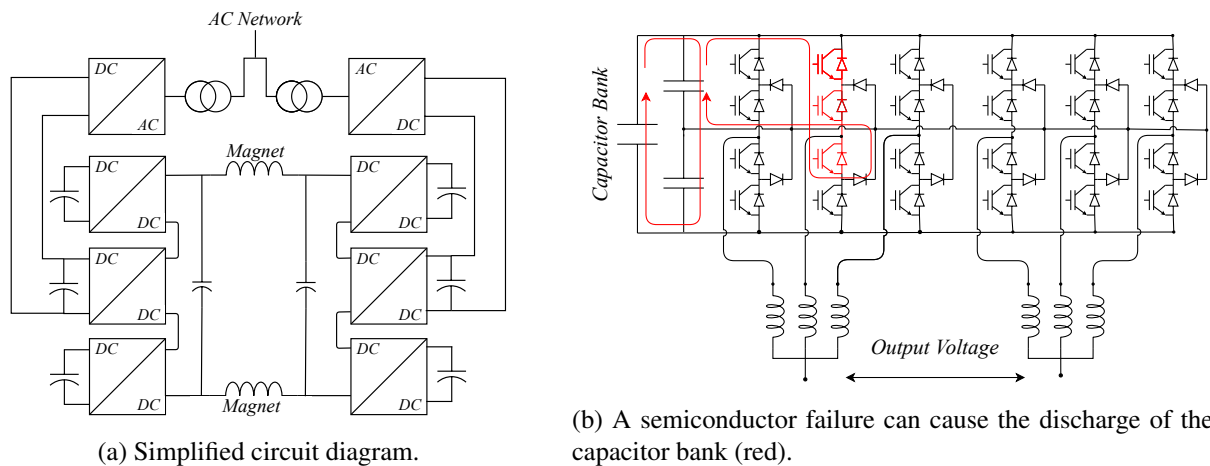 AC Network
DC
AC
AC
DC
Magnet
DC
DC
DC
DC
DC
DC
DC
DC
DC
DC
DC
DC
Magnet
(a) Simplified circuit diagram.
Capacitor Bank
Output Voltage
(b) A semiconductor failure can cause the discharge of the
capacitor bank (red).